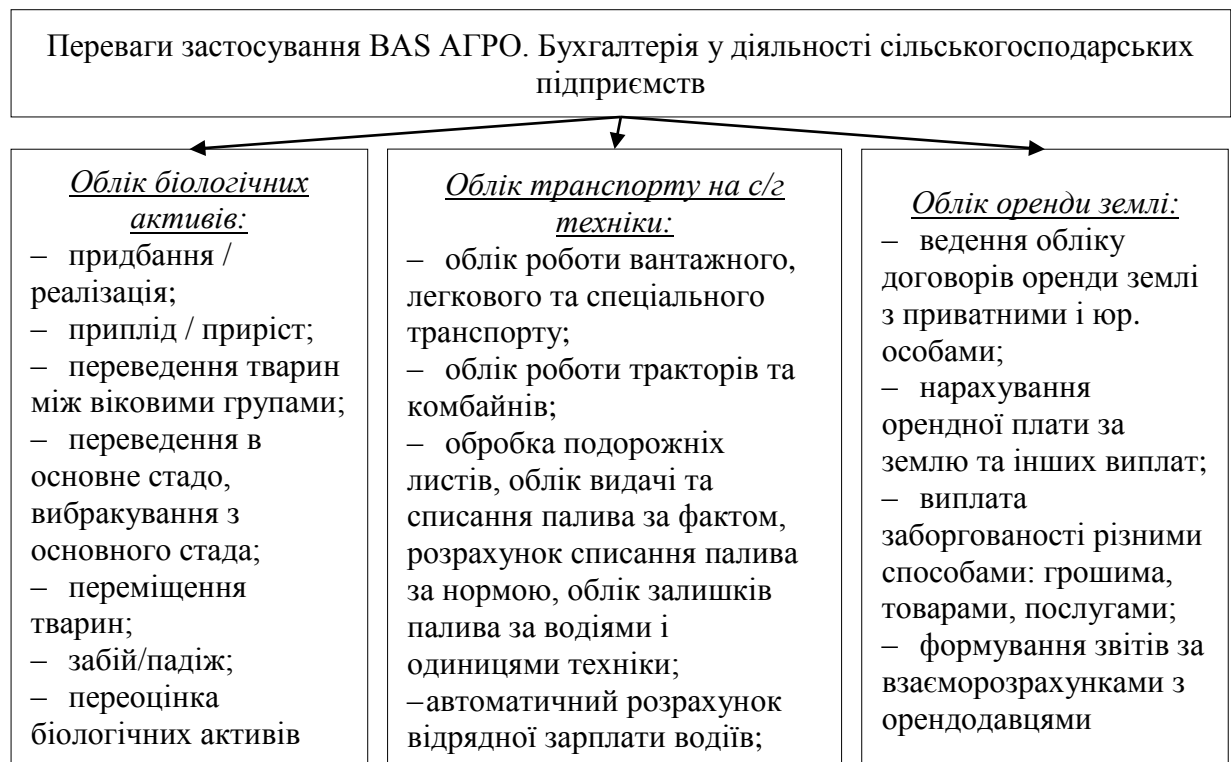 Переваги застосування BAS АГРО. Бухгалтерія у діяльності сільськогосподарських
підприємств
Облік біологічних
активів:
– придбання /
реалізація;
– приплід / приріст;
– переведення тварин
між віковими групами;
– переведення в
основне стадо,
вибракування з
основного стада;
– переміщення
тварин;
– забій/падіж;
– переоцінка
біологічних активів
Облік транспорту на с/г
техніки:
– облік роботи вантажного,
легкового та спеціального
транспорту;
– облік роботи тракторів та
комбайнів;
– обробка подорожніх
листів, облік видачі та
списання палива за фактом,
розрахунок списання палива
за нормою, облік залишків
палива за водіями і
одиницями техніки;
–автоматичний розрахунок
відрядної зарплати водіїв;
Облік оренди землі:
– ведення обліку
договорів оренди землі
з приватними і юр.
особами;
– нарахування
орендної плати за
землю та інших виплат;
– виплата
заборгованості різними
способами: грошима,
товарами, послугами;
– формування звітів за
взаєморозрахунками з
орендодавцями